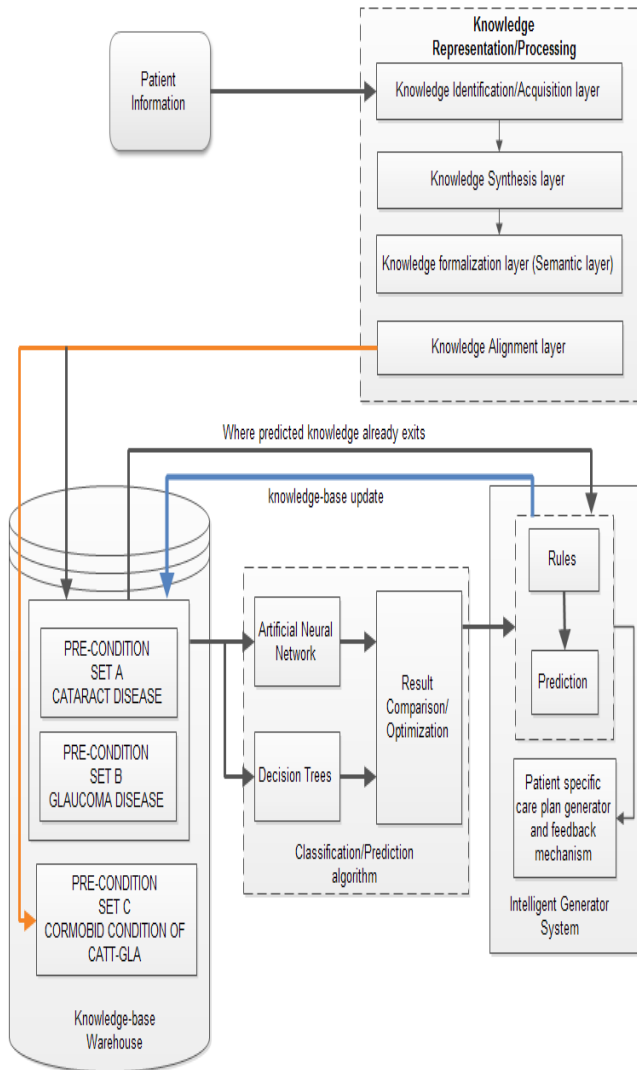 Knowledge
Representation/Processing
Patient
Information
Knowledge Identification/Acquisition layer
Knowledge Synthesis layer
Knowledge formalization layer (Semantic layer)
Knowledge Alignment layer
Where predicted knowledge already exits
knowledge-base update
PRE-CONDITION
SET A
CATARACT DISEASE
PRE-CONDITION
SET B
GLAUCOMA DISEASE
PRE-CONDITION
SET C
CORMOBID CONDITION OF
CATT-GLA
Knowledge-base
Warehouse
Artificial Neural
Network
Decision Trees
Result
Comparison/
Optimization
Classification/Prediction
algorithm
Rules
Prediction
Patient specific
care plan generator
and feedback
mechanism
Intelligent Generator
System